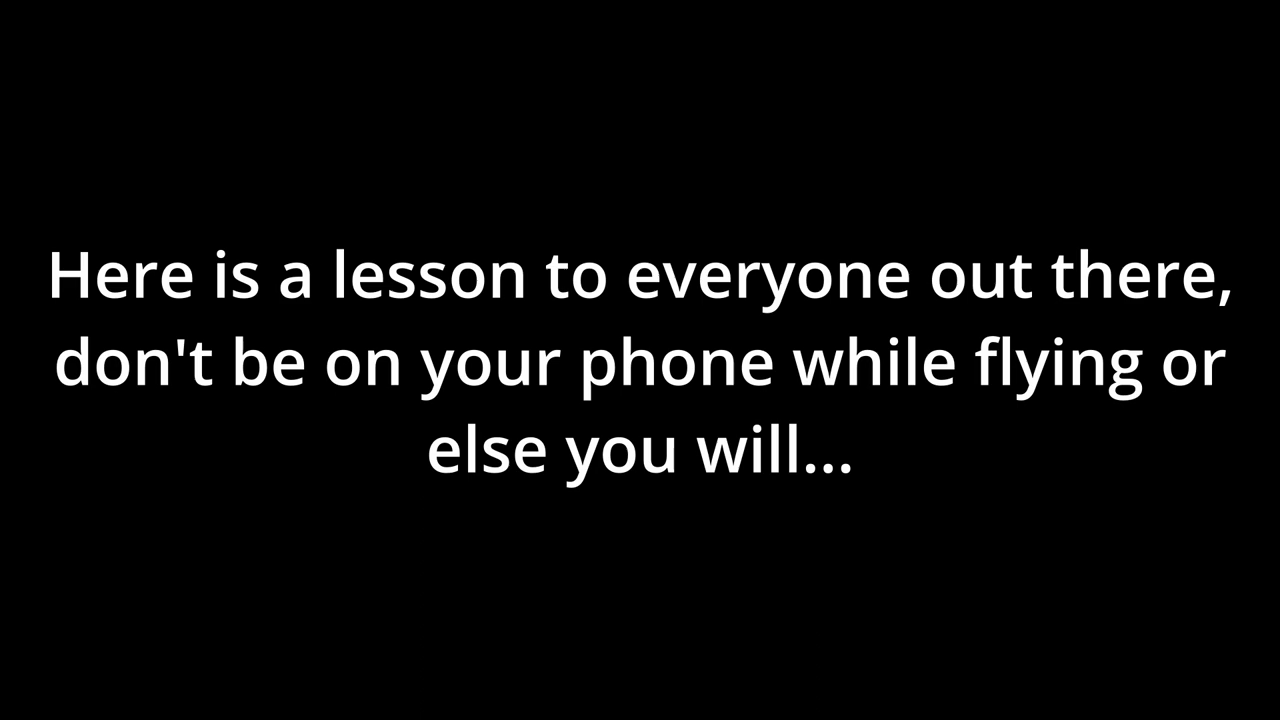 Here is a lesson to everyone out there,
don't be on your phone while flying or
else you will...